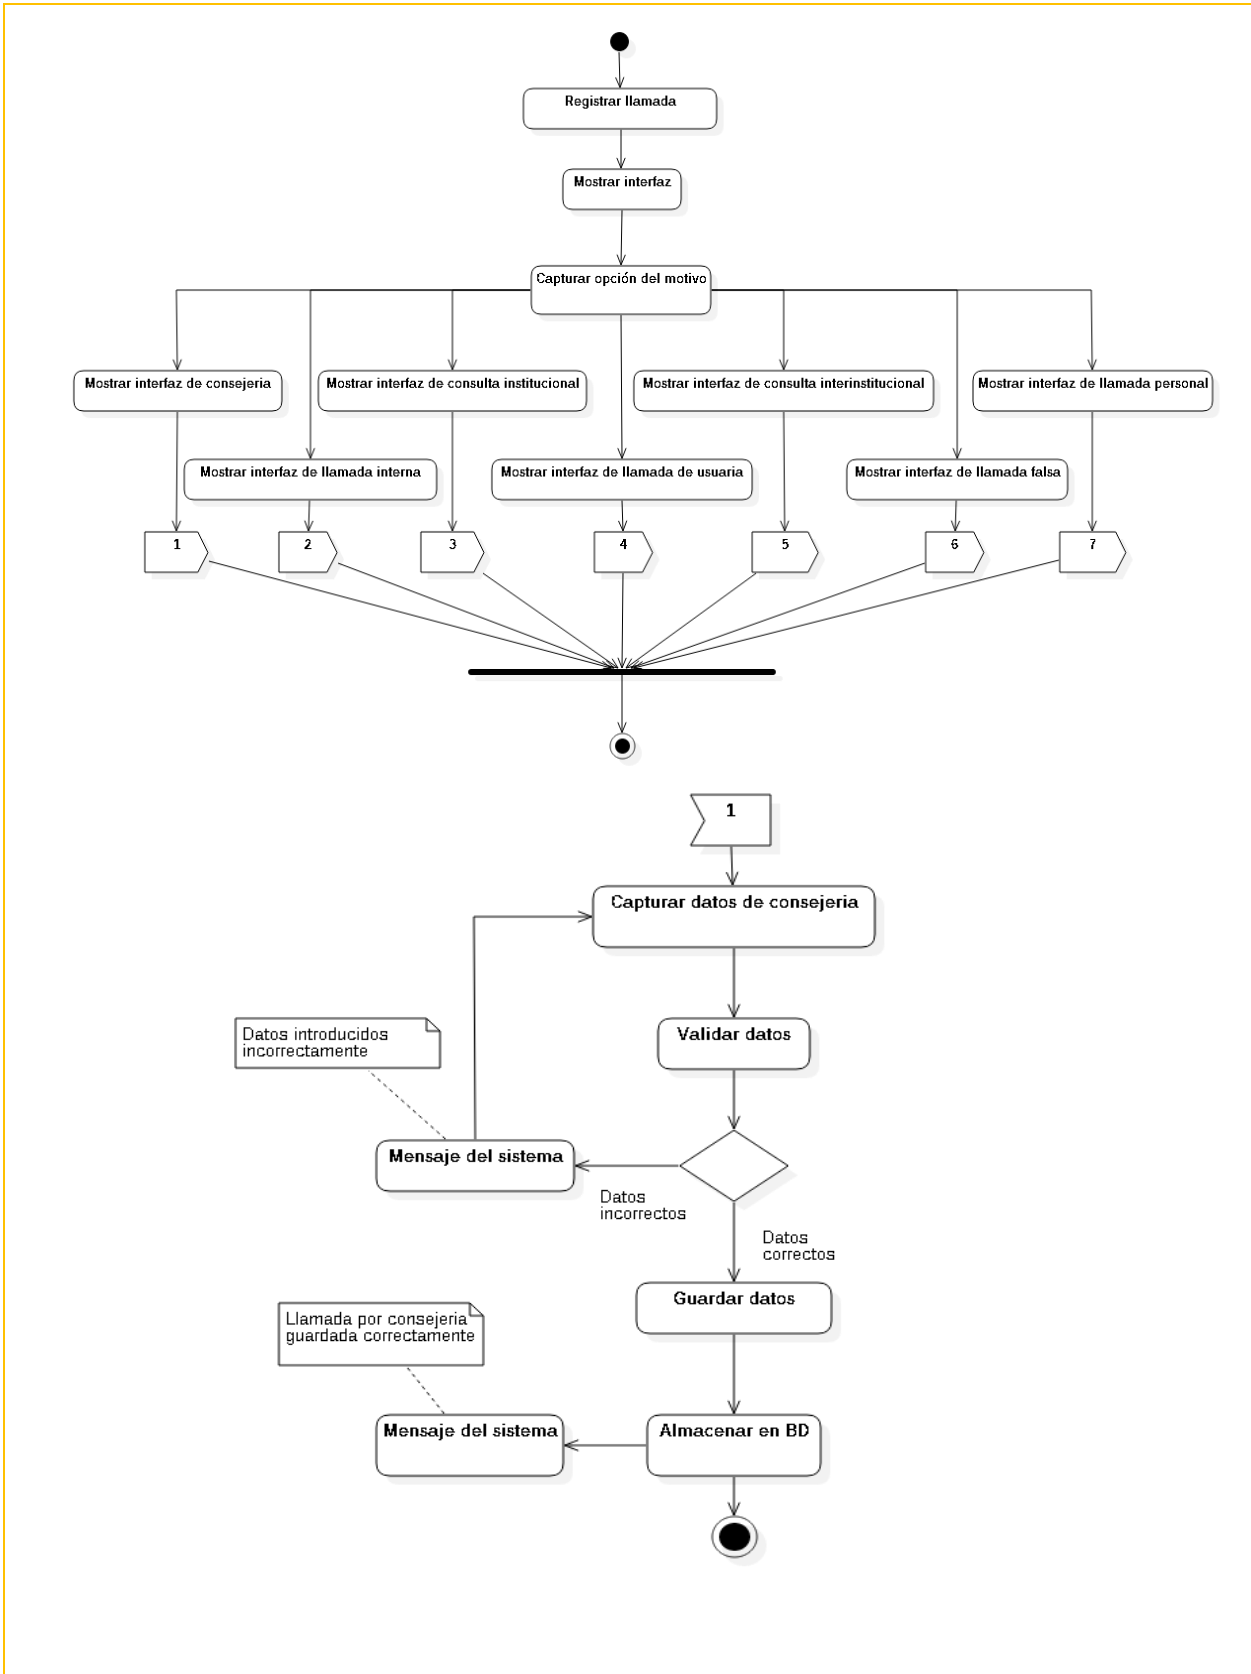 Registrar llamada
Mostrar interfaz
Capturar opción del motivo
Mostrar interfaz de consejeria
Mostrar interfaz de consulta institucional
Mostrar interfaz de consulta interinstitucional
Mostrar interfaz de llamada personal
Mostrar interfaz de llamada interna
Mostrar interfaz de llamada de usuaria
Mostrar interfaz de llamada falsa
1
2
3
4
5
6
7
1
Capturar datos de consejeria
Validar datos
Datos introducidos
incorrectamente
Mensaje del sistema
Datos
incorrectos
Datos
correctos
Guardar datos
Llamada por consejeria
guardada correctamente
Mensaje del sistema
Almacenar en BD